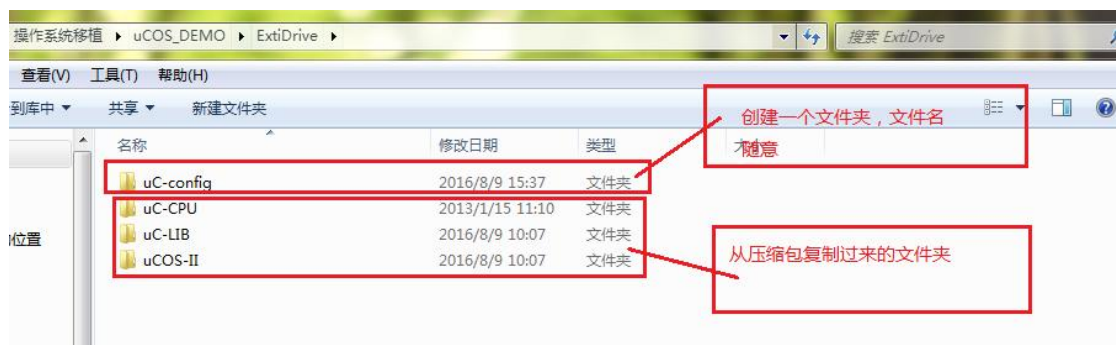 操作系统移植 ▸ uCOS_DEMO ▸ ExtiDrive ▸
搜索 ExtiDrive
查看(V) 工具(T) 帮助(H)
到库中 共享 新建文件夹
创建一个文件夹，文件名
随意
名称 修改日期 类型
uC-config 2016/8/9 15:37 文件夹
uC-CPU 2013/1/15 11:10 文件夹
uC-LIB 2016/8/9 10:07 文件夹
uCOS-II 2016/8/9 10:07 文件夹
位置
从压缩包复制过来的文件夹